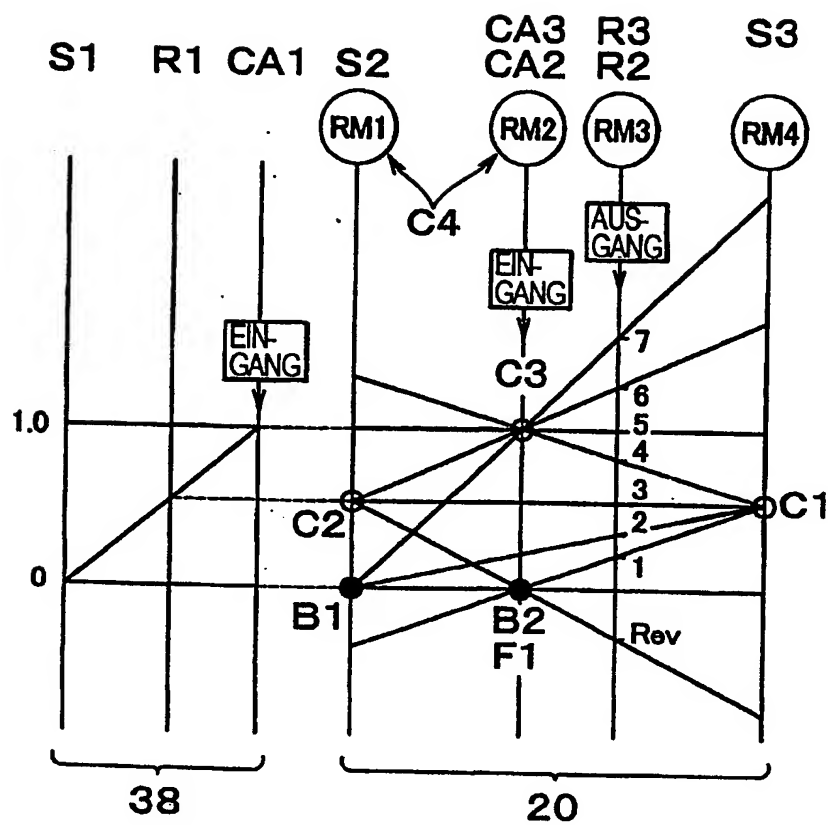 CA3 R3 S3
S1 R1 CA1 S2 CA2 R2
RM1 RM2 RM3 RM4
C4
AUS-
GANG
EIN-
GANG
EIN-
GANG
C3
7
6
1.0
5
4
3
C2
C1
2
0
1
B1
B2
F1
Rev
38
20